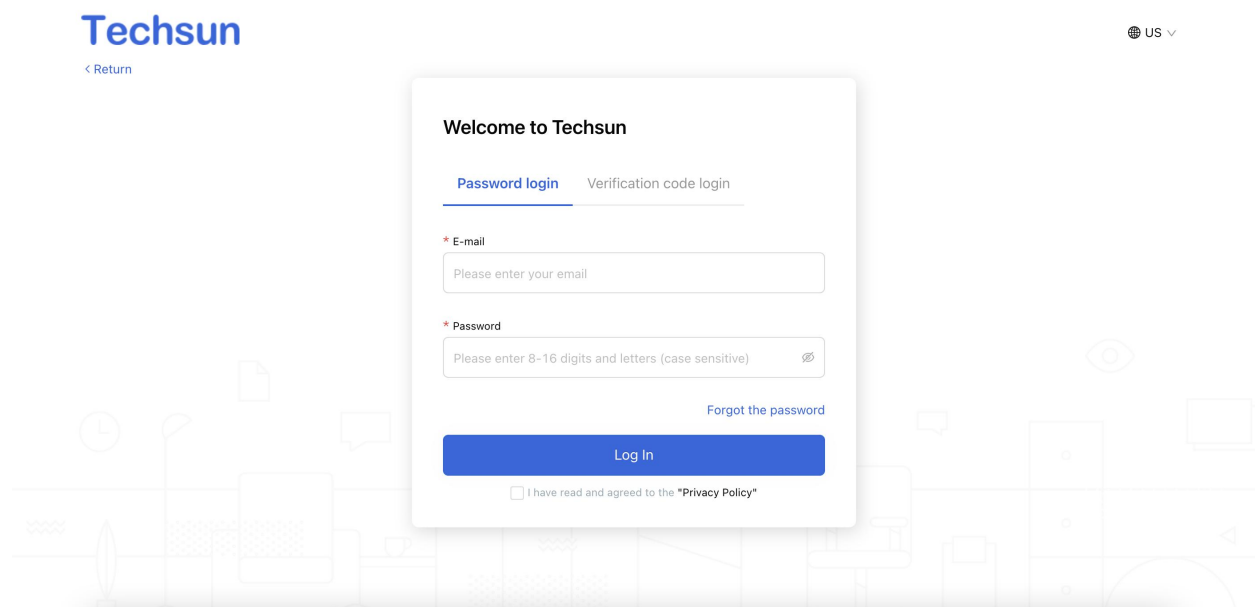 Techsun
US
< Return
Welcome to Techsun
Password login
Verification code login
* E-mail
Please enter your email
* Password
Please enter 8-16 digits and letters (case sensitive)
Forgot the password
Log In
I have read and agreed to the "Privacy Policy"